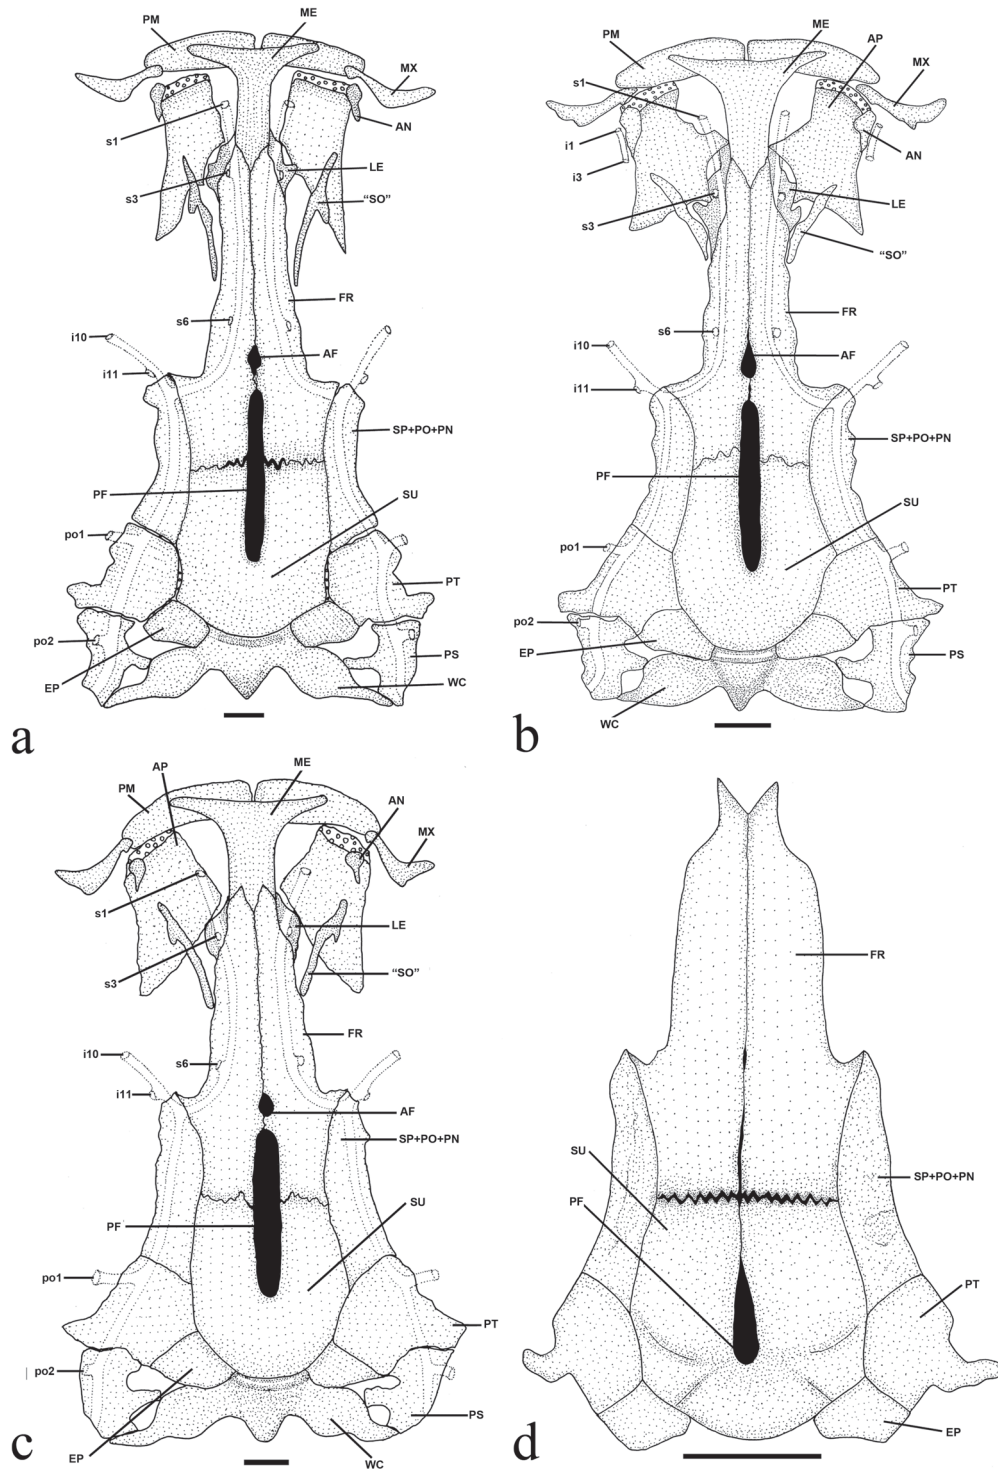 PM
ME
MX
s1
AN
s3
LE
“SO”
FR
s6
i10
AF
i11
SP+PO+PN
PF
SU
po1
PT
po2
PS
EP
WC
a
PM
ME
AP
MX
s1
i1
AN
i3
LE
s3
“SO”
FR
s6
i10
AF
i11
SP+PO+PN
PF
SU
po1
PT
po2
EP
PS
WC
b
AP
ME
PM
AN
MX
s1
LE
s3
“SO”
FR
i10
s6
i11
AF
SP+PO+PN
SU
PF
po1
PT
po2
PS
EP
WC
c
FR
SU
SP+PO+PN
PF
PT
EP
d